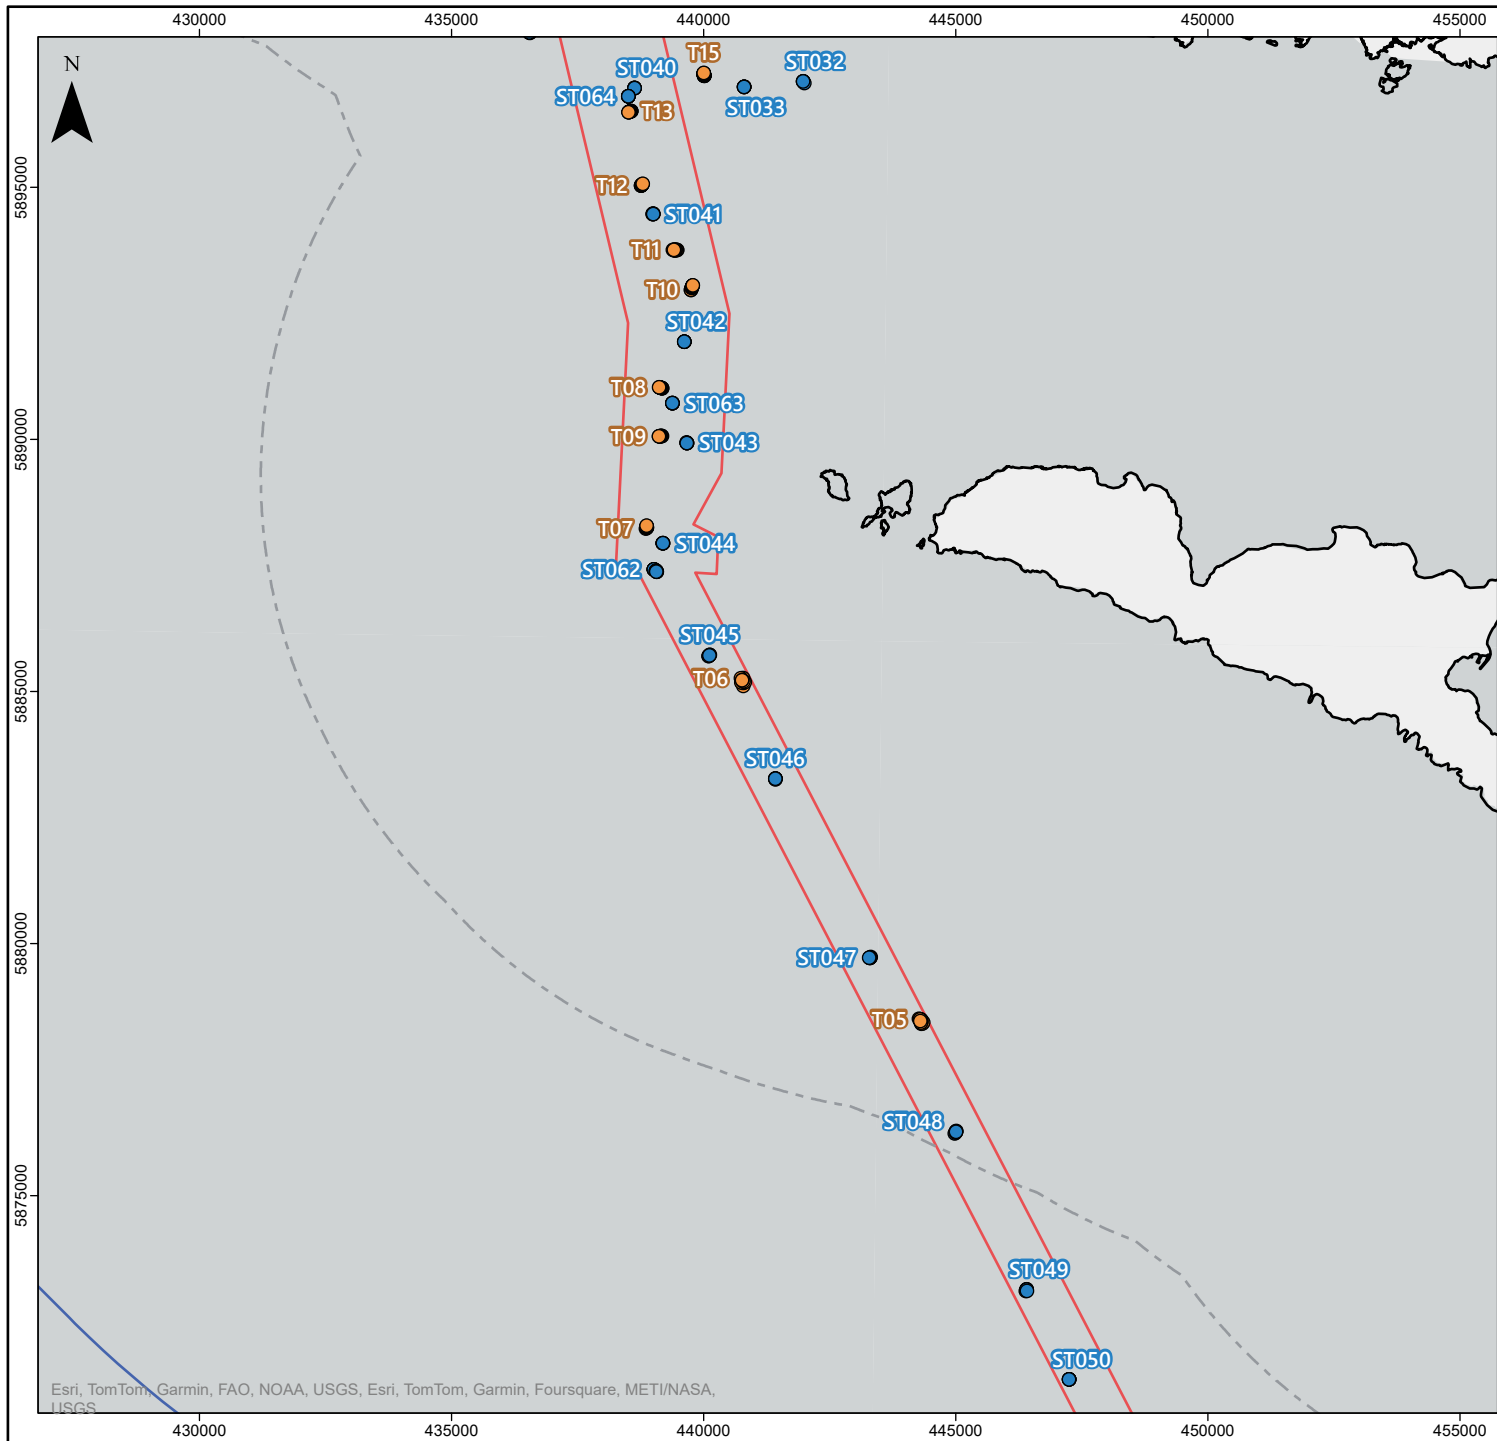 430000 435000 440000 445000 450000 455000
N
T15
ST032
ST040
ST064
ST033
T13
5895000
T12
ST041
T11
T10
ST042
T08
ST063
5890000
T09
ST043
T07
ST044
ST062
ST045
T06
5885000
ST046
5880000
ST047
T05
ST048
5875000
ST049
ST050
Esri, TomTom, Garmin, FAO, NOAA, USGS, Esri, TomTom, Garmin, Foursquare, METI/NASA,
USGS
430000 435000 440000 445000 450000 455000